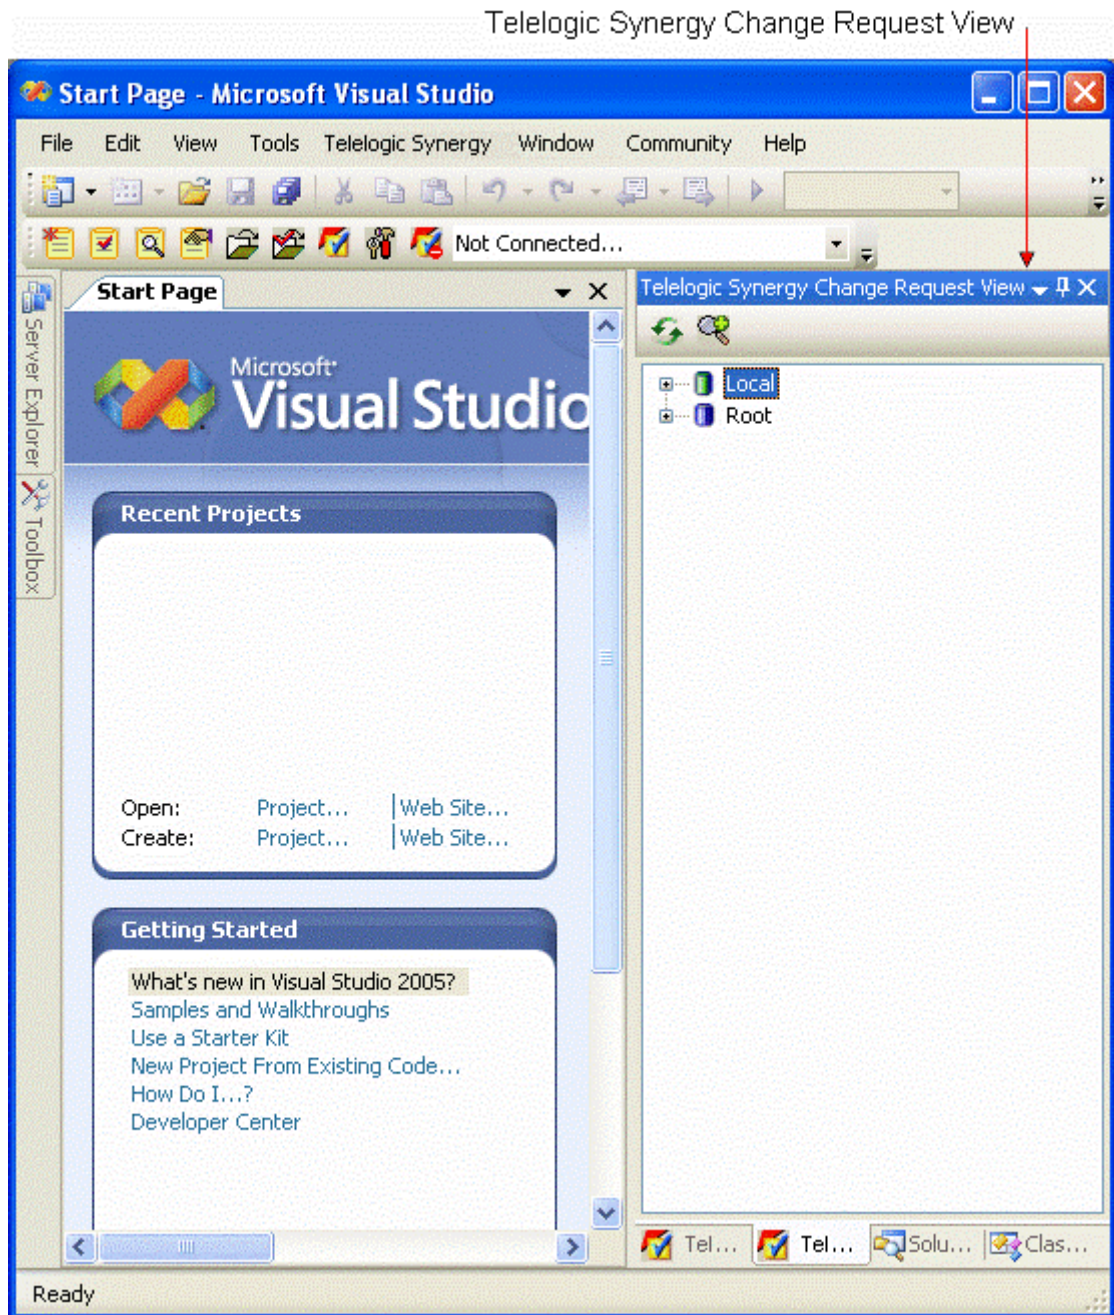 Telelogic Synergy Change Request View
Start Page - Microsoft Visual Studio
File Edit View Tools Telelogic Synergy Window Community Help
Not Connected...
Server Explorer
Toolbox
Start Page
Microsoft
Visual Studio
Recent Projects
Open: Project... Web Site...
Create: Project... Web Site...
Getting Started
What's new in Visual Studio 2005?
Samples and Walkthroughs
Use a Starter Kit
New Project From Existing Code...
How Do I...?
Developer Center
Telelogic Synergy Change Request View
Local
Root
Tel... Tel... Solu... Clas...
Ready